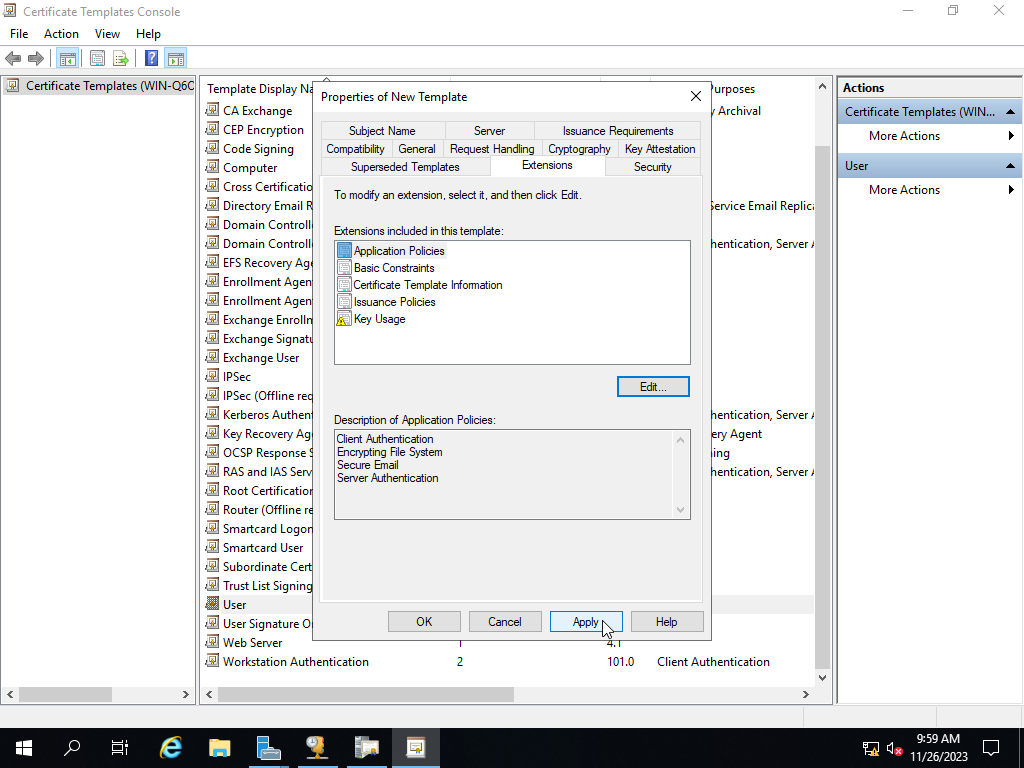 Certificate Templates Console
File Action View Help
Certificate Templates (WIN-Q6C
Template Display Na
CA Exchange
CEP Encryption
Code Signing
Computer
Cross Certificatio
Directory Email R
Domain Controll
Domain Controll
EFS Recovery Age
Enrollment Agen
Enrollment Agen
Exchange Enrolln
Exchange Signatu
Exchange User
IPSec
IPSec (Offline req
Kerberos Authent
Key Recovery Ag
OCSP Response S
RAS and IAS Serv
Root Certification
Router (Offline re
Smartcard Logon
Smartcard User
Subordinate Cert
Trust List Signing
User
User Signature O
Web Server 1 4.1
Workstation Authentication 2 101.0 Client Authentication
urposes
y Archival
Service Email Replica
hentication, Server A
hentication, Server A
ery Agent
ning
hentication, Server A
Properties of New Template
Subject Name Server Issuance Requirements
Compatibility General Request Handling Cryptography Key Attestation
Superseded Templates Extensions Security
To modify an extension, select it, and then click Edit.
Extensions included in this template:
Application Policies
Basic Constraints
Certificate Template Information
Issuance Policies
Key Usage
Edit...
Description of Application Policies:
Client Authentication
Encrypting File System
Secure Email
Server Authentication
OK Cancel Apply Help
Actions
Certificate Templates (WIN...
More Actions
User
More Actions
9:59 AM
11/26/2023